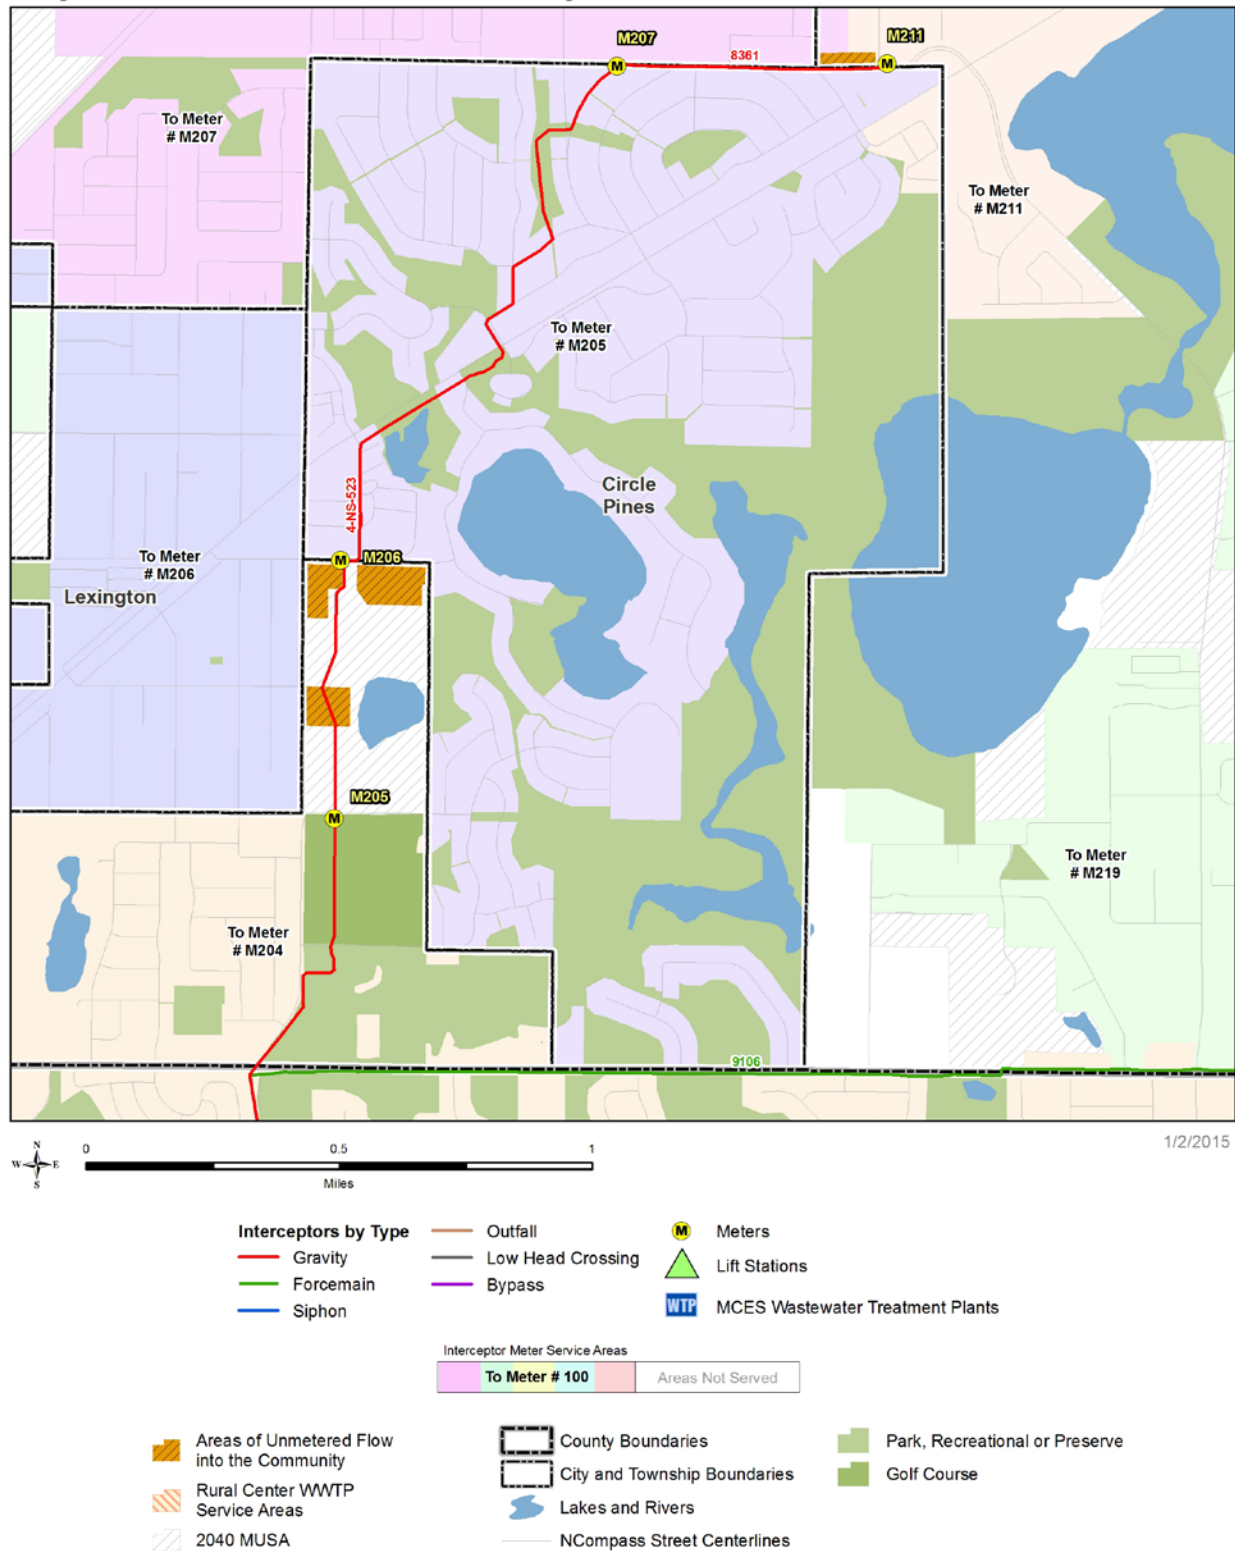 M207
M211
8361
To Meter
# M207
To Meter
# M211
To Meter
# M205
4-NS-523
Circle
Pines
M206
To Meter
# M206
Lexington
M205
To Meter
# M219
To Meter
# M204
9106
M
M
M
M
1/2/2015
N
W E
S
0 0.5 1
Miles
Interceptors by Type
Gravity
Forcemain
Siphon
Outfall
Low Head Crossing
Bypass
M Meters
Lift Stations
WTP MCES Wastewater Treatment Plants
Interceptor Meter Service Areas
To Meter # 100
Areas Not Served
Areas of Unmetered Flow
into the Community
Rural Center WWTP
Service Areas
2040 MUSA
County Boundaries
City and Township Boundaries
Lakes and Rivers
NCompass Street Centerlines
Park, Recreational or Preserve
Golf Course